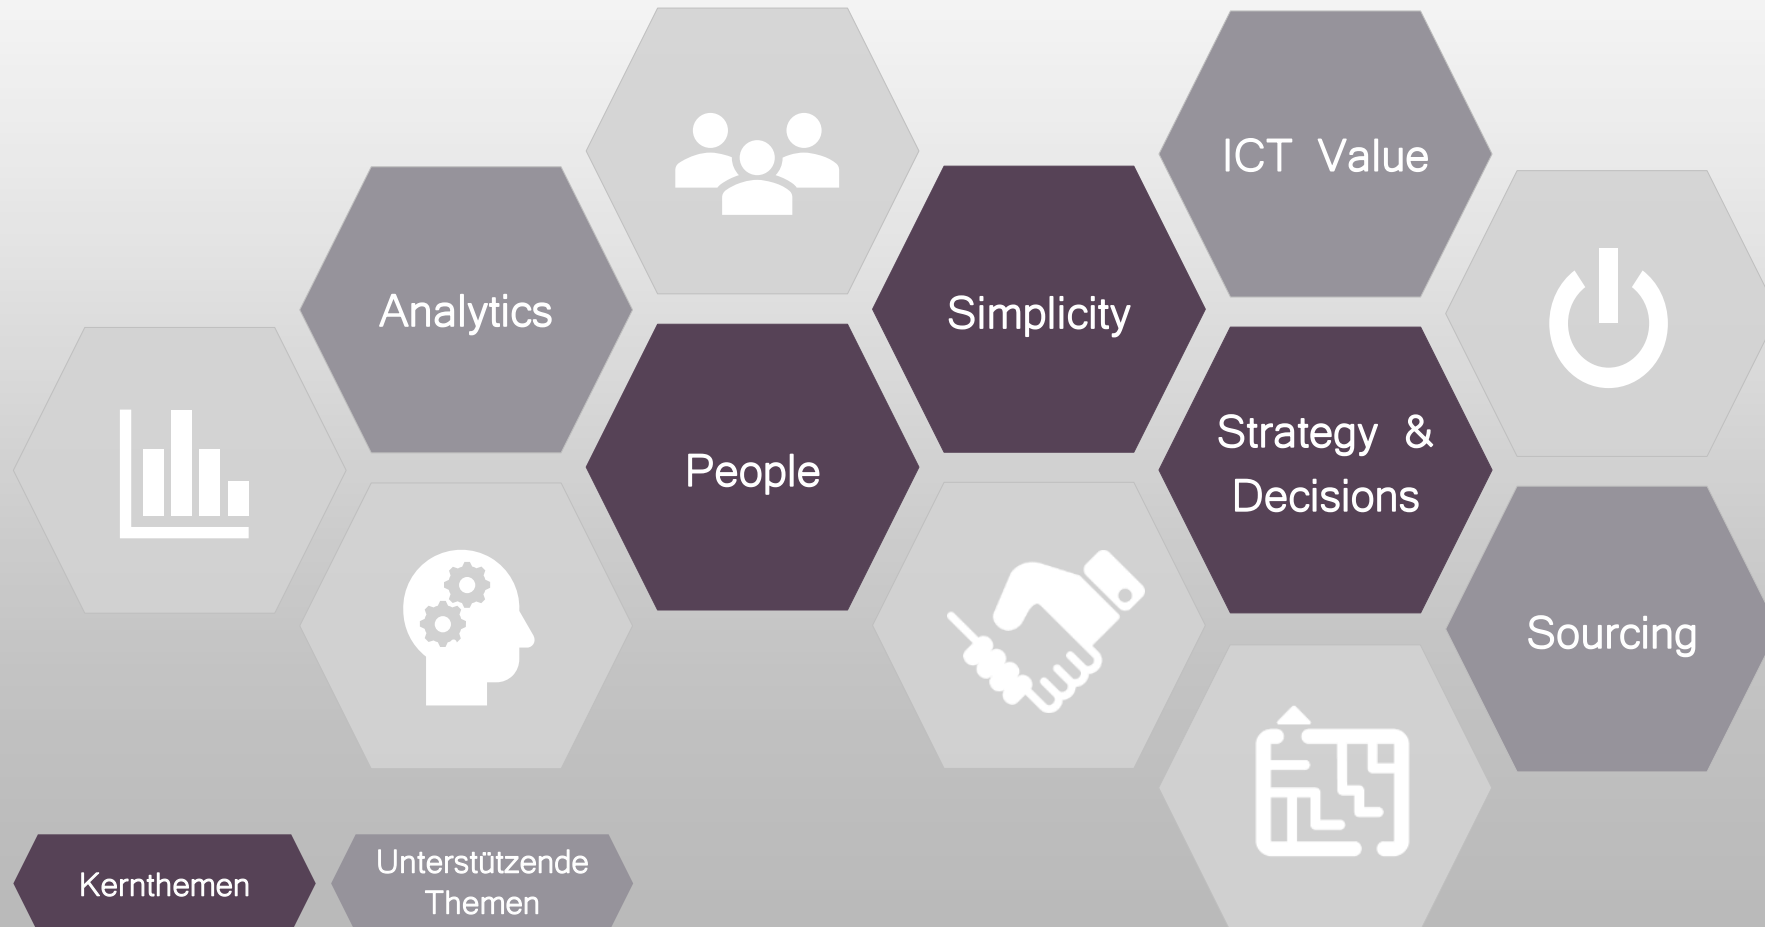 ICT Value
Analytics
Simplicity
People
Strategy &
Decisions
Sourcing
Kernthemen
Unterstützende
Themen